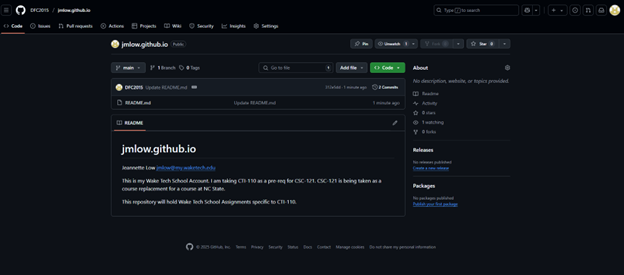 DFC2015 / jmlow.github.io
Type / to search
Code Issues Pull requests Actions Projects Wiki Security Insights Settings
jmlow.github.io Public
Pin Unwatch 1 Star 0
main 1 Branch 0 Tags
Go to file
Add file Code
DFC2015 Update README.md
1 minute ago 2 Commits
README.md Update README.md 1 minute ago
README
jmlow.github.io
This is my Wake Tech School Account. I am taking CTI-110 as a pre req for CSC-121. CSC-121 is being taken as a
course replacement for a course at NC State.
This repository will hold Wake Tech School Assignments specific to CTI-110.
Jeannette Low jmlow@my.waketech.edu
About
No description, website, or topics provided.
Readme
Activity
0 stars
1 watching
0 forks
Releases
No releases published
Create a new release
Packages
No packages published
Publish your first package
© 2025 GitHub, Inc. Terms Privacy Security Status Docs Contact Manage cookies Do not share my personal information